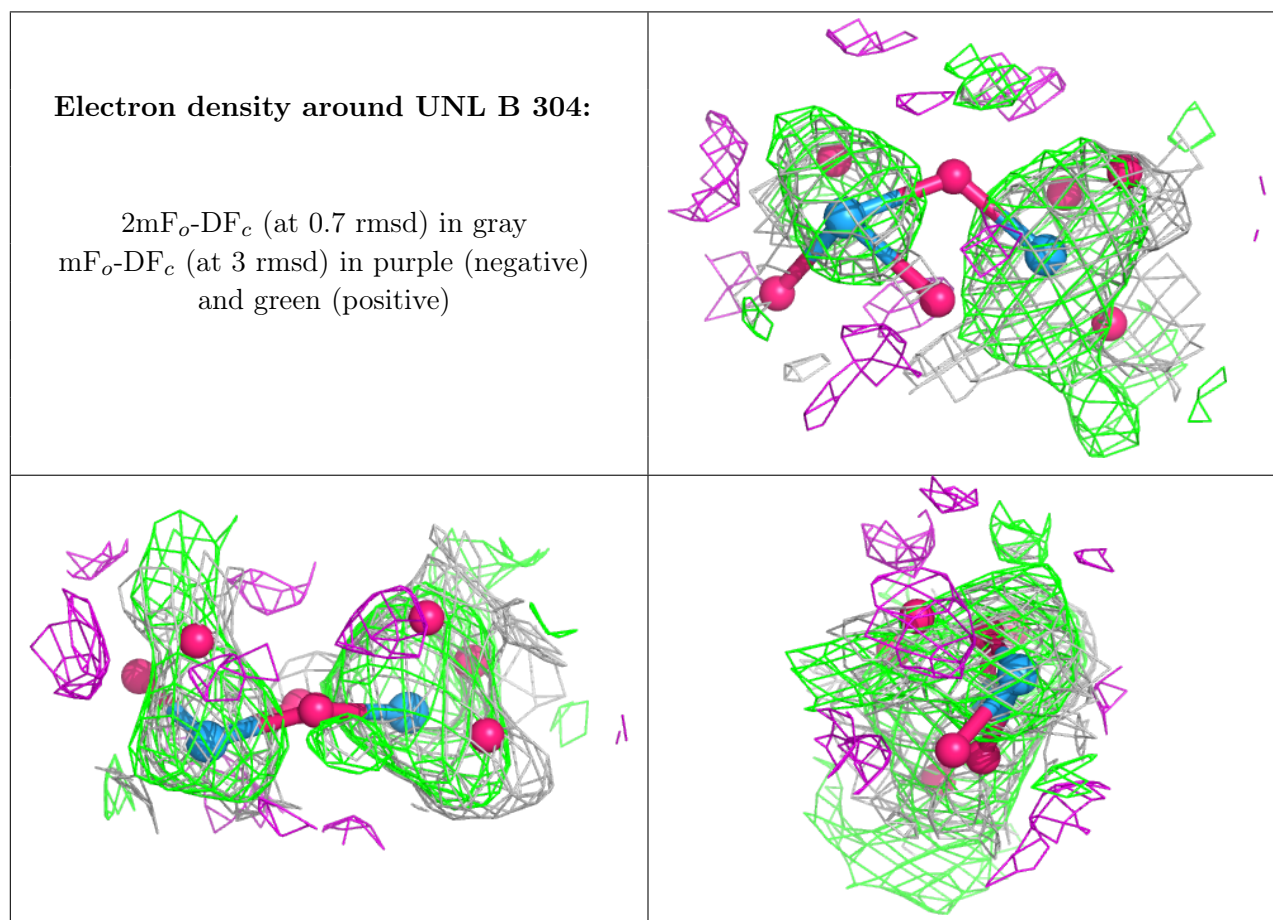 Electron density around UNL B 304:
2mFₒ-DF𝒸 (at 0.7 rmsd) in gray
mFₒ-DF𝒸 (at 3 rmsd) in purple (negative)
and green (positive)